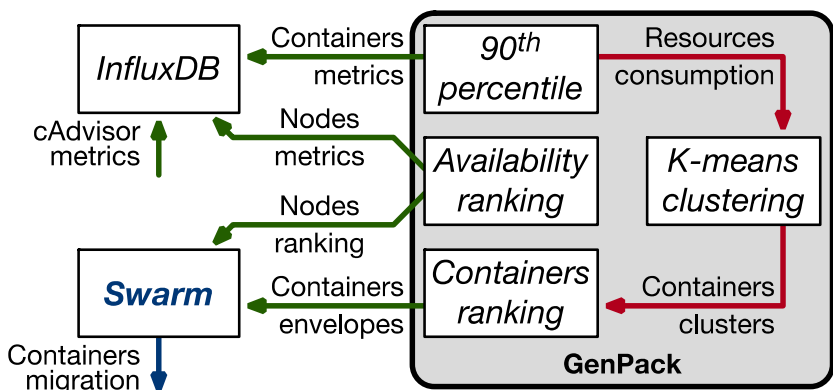 InfluxDB
Containers
metrics
90th
percentile
Resources
consumption
cAdvisor
metrics
Nodes
metrics
Availability
ranking
K-means
clustering
Nodes
ranking
Swarm
Containers
envelopes
Containers
ranking
Containers
clusters
Containers
migration
GenPack